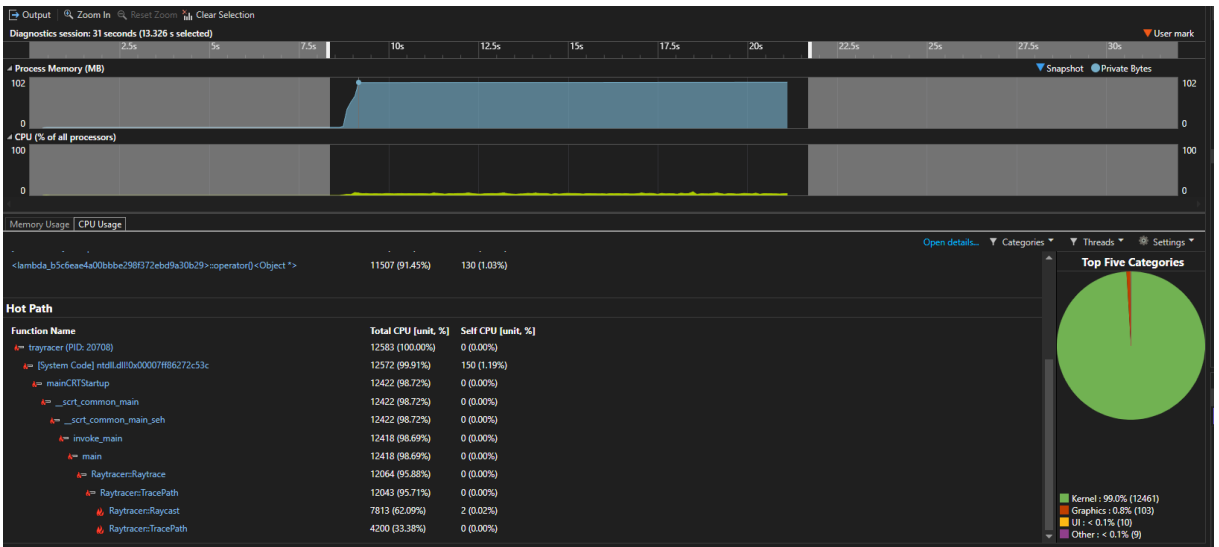 Output Zoom In Reset Zoom Clear Selection
Diagnostics session: 31 seconds (13.326 s selected) User mark
2.5s 5s 7.5s 10s 12.5s 15s 17.5s 20s 22.5s 25s 27.5s 30s
Process Memory (MB) Snapshot Private Bytes
102 102
0 0
CPU (% of all processors)
100 100
0 0
Memory Usage CPU Usage
Open details... Categories Threads Settings
<lambda_b5c6eae4a00bbbe298f372ebd9a30b29>::operator()<Object *> 11507 (91.45%) 130 (1.03%)
Top Five Categories
Hot Path
Function Name Total CPU [unit, %] Self CPU [unit, %]
trayracer (PID: 20708) 12583 (100.00%) 0 (0.00%)
[System Code] ntdll.dll!0x00007ff86272c53c 12572 (99.91%) 150 (1.19%)
mainCRTStartup 12422 (98.72%) 0 (0.00%)
__scrt_common_main 12422 (98.72%) 0 (0.00%)
__scrt_common_main_seh 12422 (98.72%) 0 (0.00%)
invoke_main 12418 (98.69%) 0 (0.00%)
main 12418 (98.69%) 0 (0.00%)
Raytracer::Raytrace 12064 (95.88%) 0 (0.00%)
Raytracer::TracePath 12043 (95.71%) 0 (0.00%)
Raytracer::Raycast 7813 (62.09%) 2 (0.02%)
Raytracer::TracePath 4200 (33.38%) 0 (0.00%)
Kernel : 99.0% (12461)
Graphics : 0.8% (103)
UI : < 0.1% (10)
Other : < 0.1% (9)